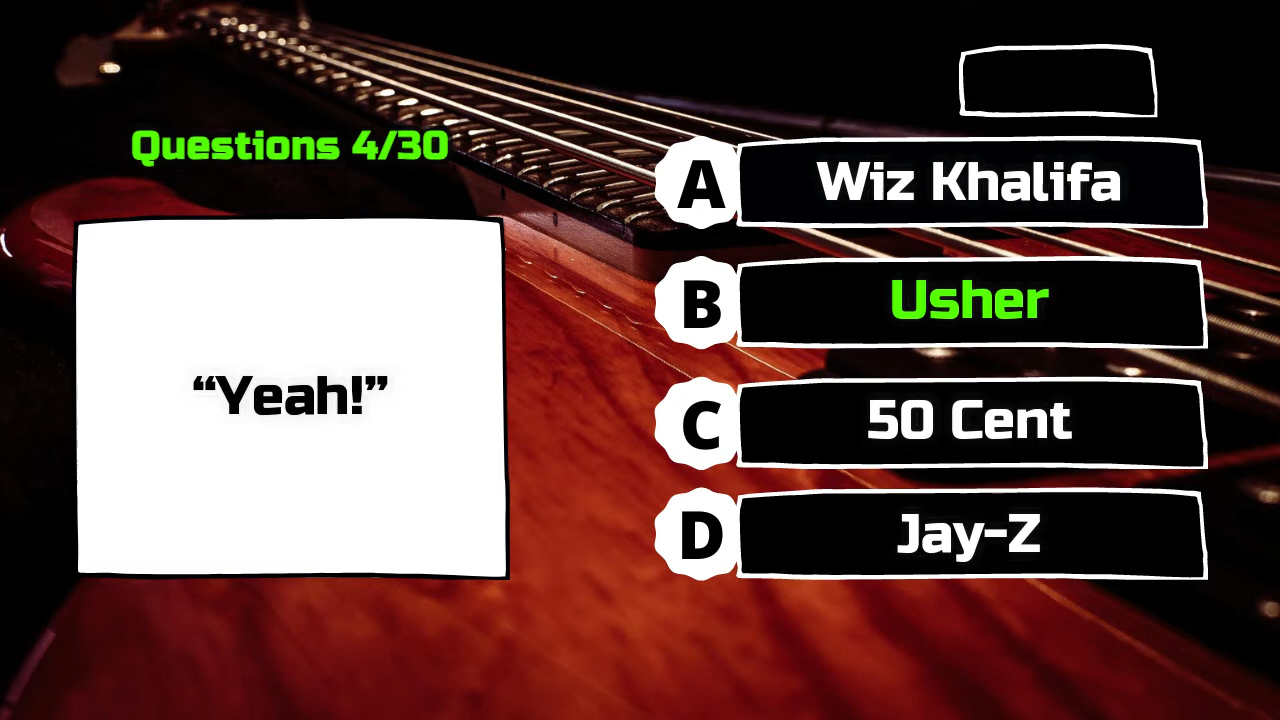 Questions 4/30
“Yeah!”
A Wiz Khalifa
B Usher
C 50 Cent
D Jay-Z